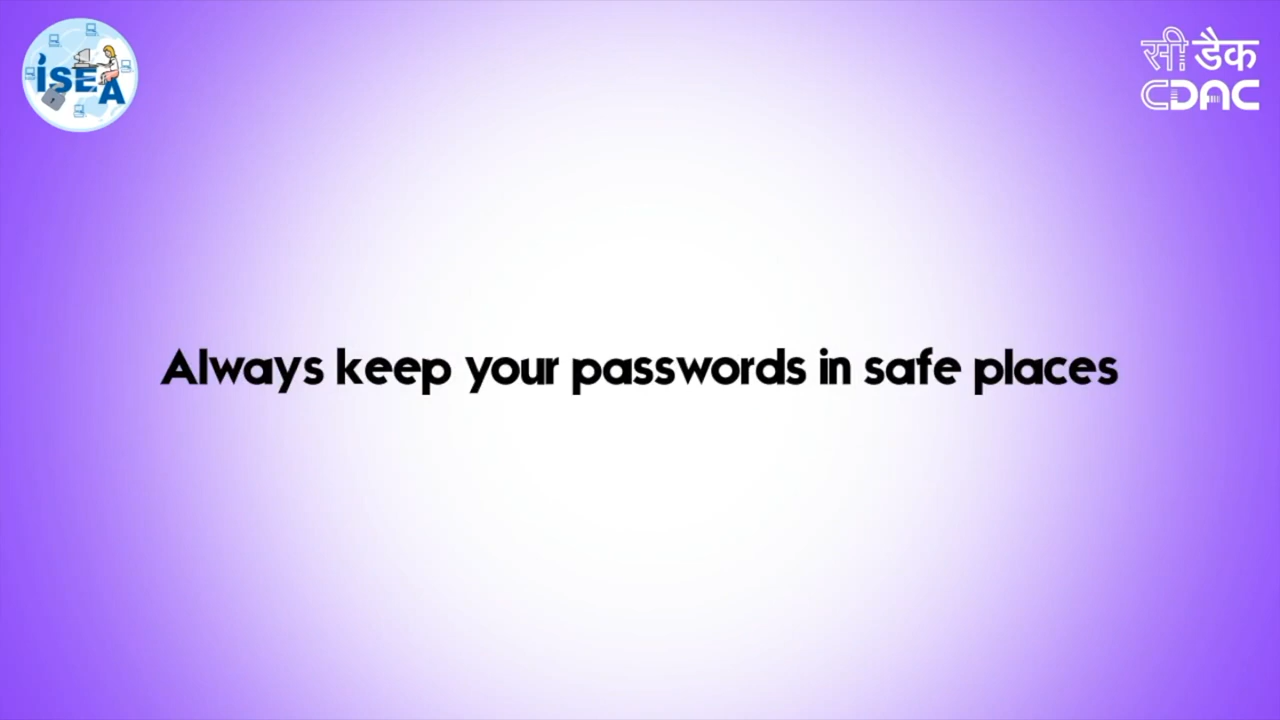 ISEA
सी डैक
CDAC
Always keep your passwords in safe places